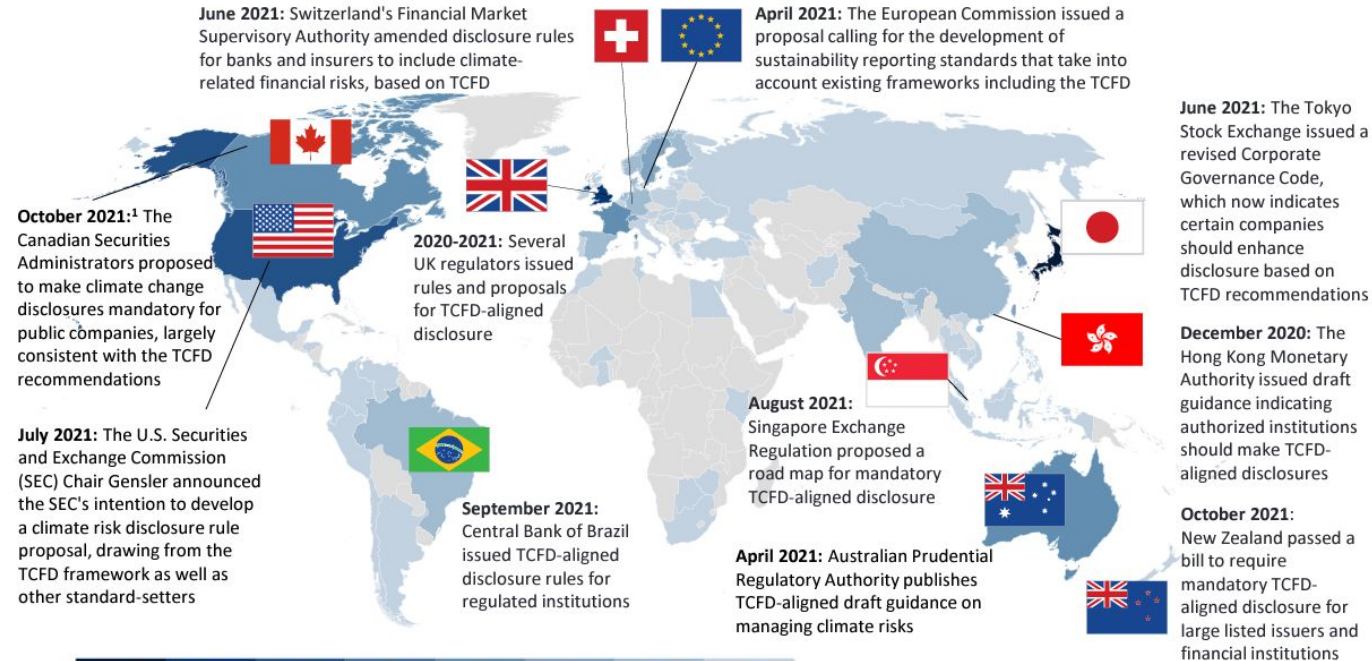 June 2021: Switzerland's Financial Market
Supervisory Authority amended disclosure rules
for banks and insurers to include climate-
related financial risks, based on TCFD
April 2021: The European Commission issued a
proposal calling for the development of
sustainability reporting standards that take into
account existing frameworks including the TCFD
June 2021: The Tokyo
Stock Exchange issued a
revised Corporate
Governance Code,
which now indicates
certain companies
should enhance
disclosure based on
TCFD recommendations
October 2021:¹ The
Canadian Securities
Administrators proposed
to make climate change
disclosures mandatory for
public companies, largely
consistent with the TCFD
recommendations
2020-2021: Several
UK regulators issued
rules and proposals
for TCFD-aligned
disclosure
December 2020: The
Hong Kong Monetary
Authority issued draft
guidance indicating
authorized institutions
should make TCFD-
aligned disclosures
July 2021: The U.S. Securities
and Exchange Commission
(SEC) Chair Gensler announced
the SEC's intention to develop
a climate risk disclosure rule
proposal, drawing from the
TCFD framework as well as
other standard-setters
September 2021:
Central Bank of Brazil
issued TCFD-aligned
disclosure rules for
regulated institutions
August 2021:
Singapore Exchange
Regulation proposed a
road map for mandatory
TCFD-aligned disclosure
April 2021: Australian Prudential
Regulatory Authority publishes
TCFD-aligned draft guidance on
managing climate risks
October 2021:
New Zealand passed a
bill to require
mandatory TCFD-
aligned disclosure for
large listed issuers and
financial institutions